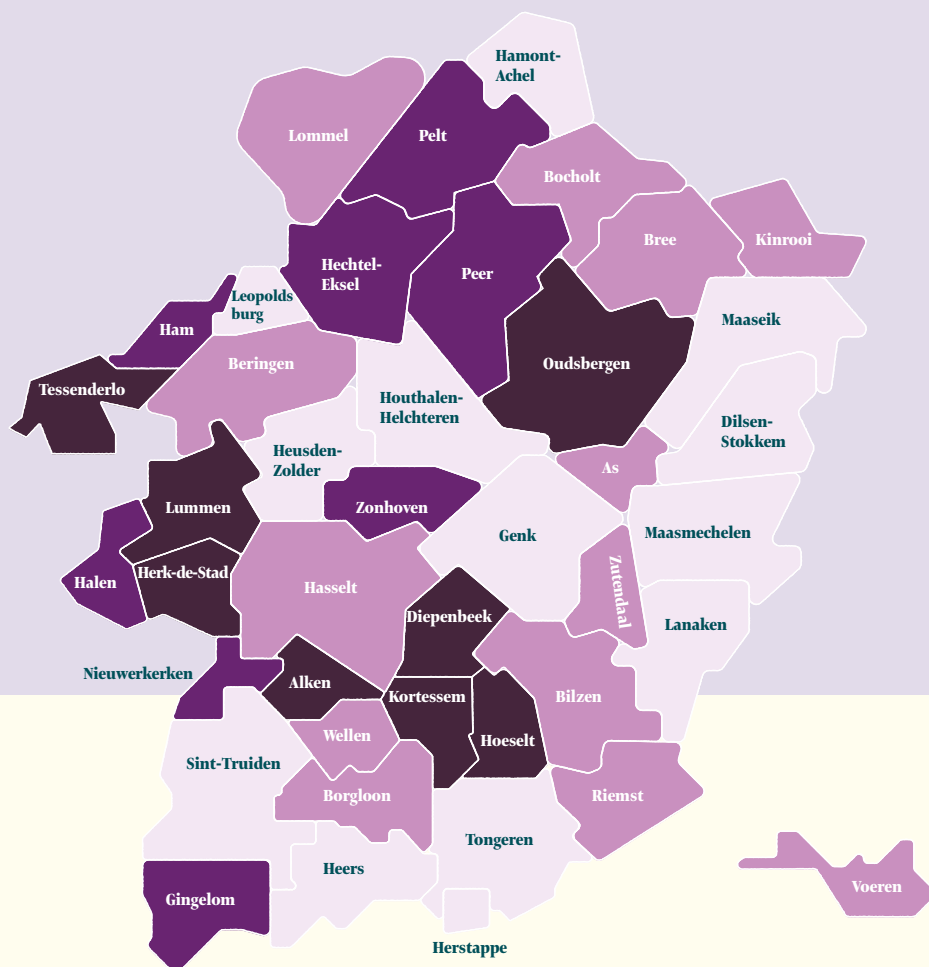 Hamont-
Achel
Lommel
Pelt
Bocholt
Bree
Kinrooi
Hechtel-
Eksel
Peer
Leopolds
burg
Ham
Maaseik
Beringen
Oudsbergen
Tessenderlo
Houthalen-
Helchteren
Dilsen-
Stokkem
Heusden-
Zolder
As
Lummen
Zonhoven
Genk
Maasmechelen
Halen
Herk-de-Stad
Hasselt
Zutendaal
Diepenbeek
Lanaken
Nieuwerkerken
Alken
Kortessem
Bilzen
Wellen
Hoeselt
Sint-Truiden
Borgloon
Riemst
Tongeren
Heers
Voeren
Gingelom
Herstappe